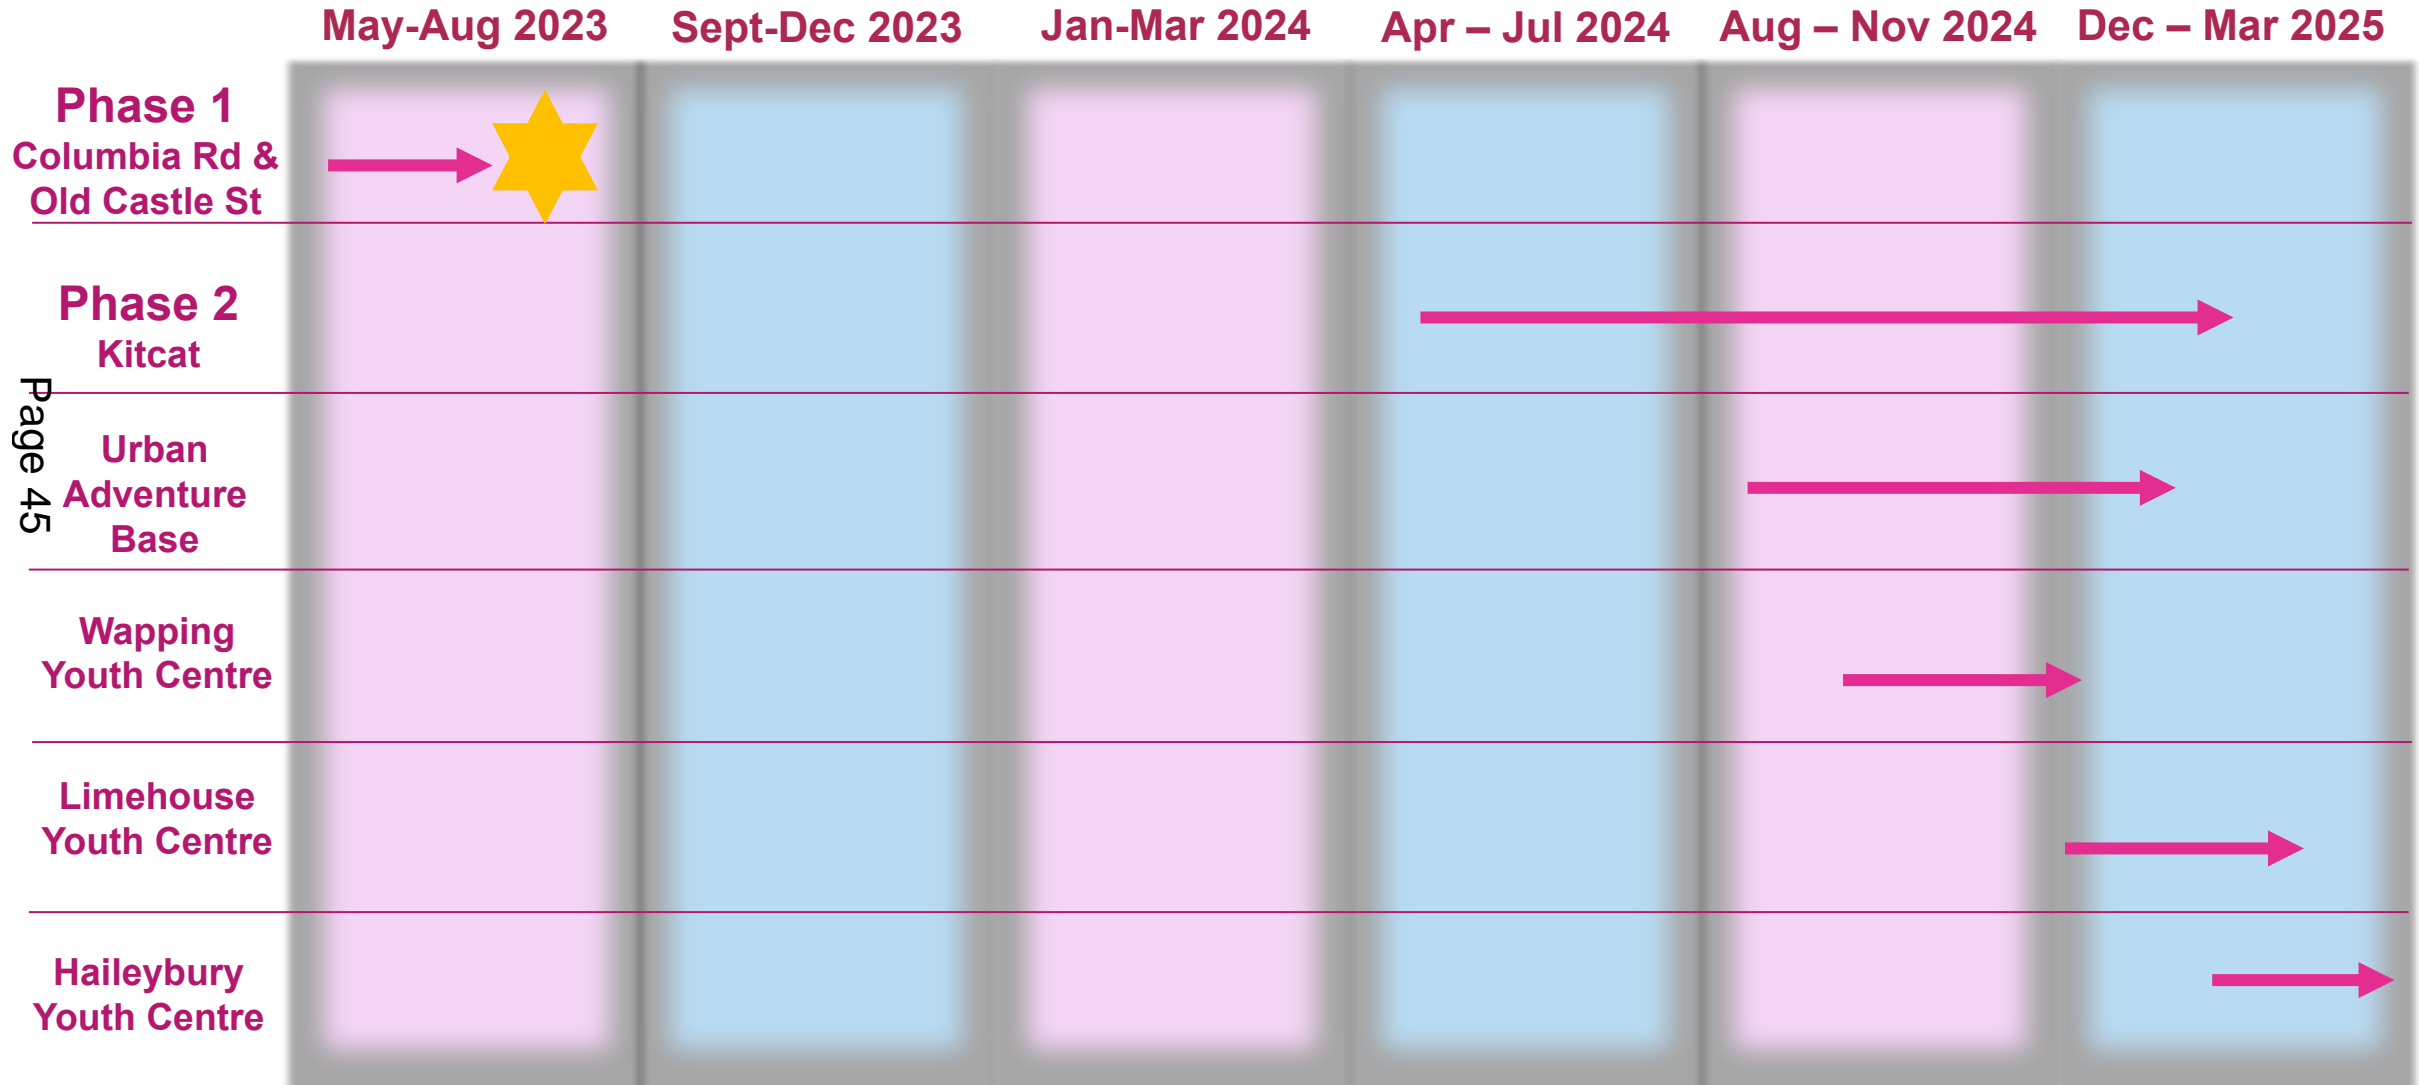 May-Aug 2023
Sept-Dec 2023
Jan-Mar 2024
Apr – Jul 2024
Aug – Nov 2024
Dec – Mar 2025
Phase 1
Columbia Rd &
Old Castle St
Phase 2
Kitcat
Page 45
Urban
Adventure
Base
Wapping
Youth Centre
Limehouse
Youth Centre
Haileybury
Youth Centre